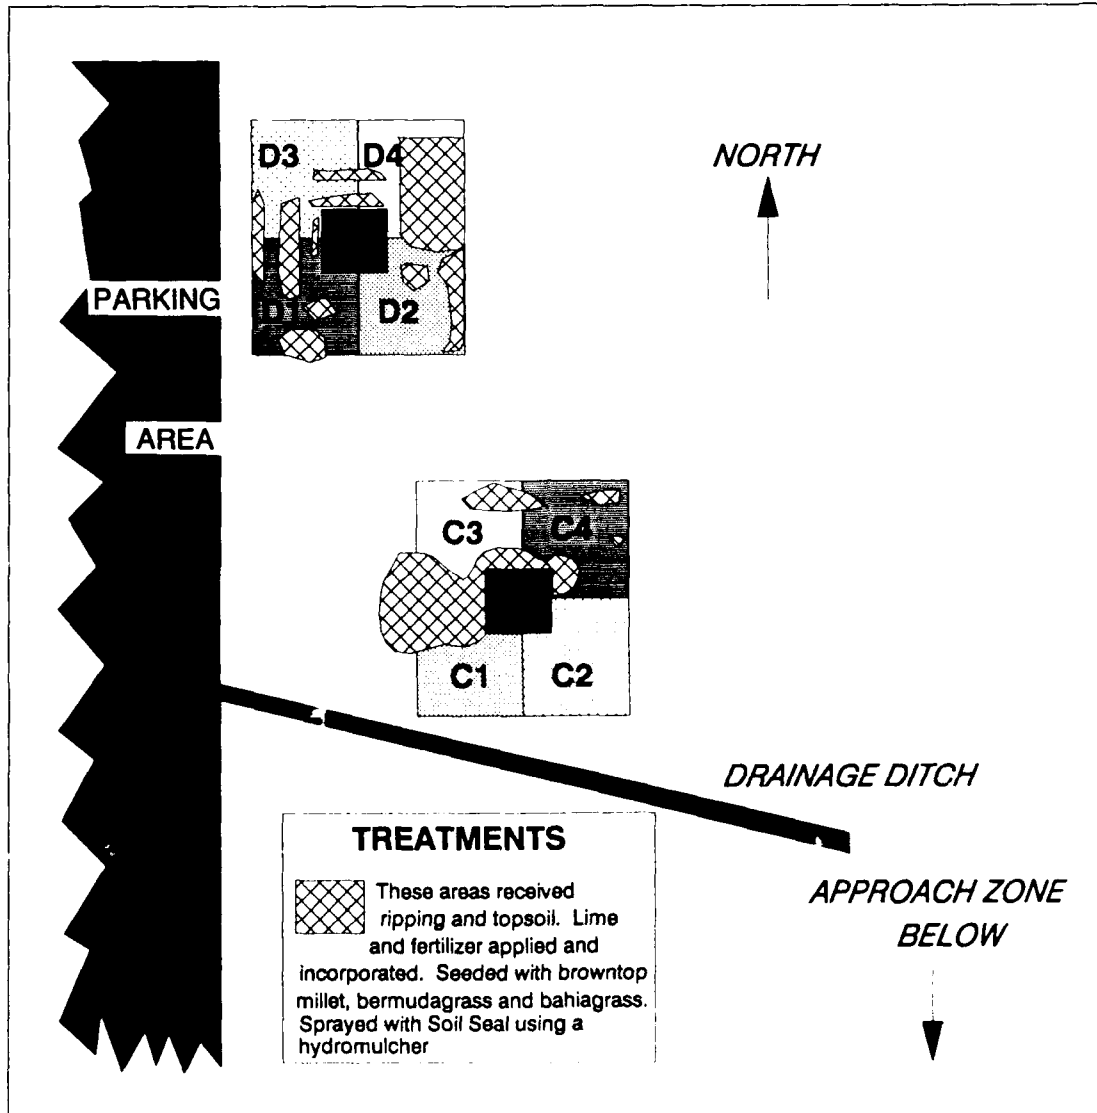 D3
D4
NORTH
PARKING
D1
D2
AREA
C3
C4
C1
C2
DRAINAGE DITCH
TREATMENTS
These areas received
ripping and topsoil. Lime
and fertilizer applied and
incorporated. Seeded with browntop
millet, bermudagrass and bahiagrass.
Sprayed with Soil Seal using a
hydromulcher
APPROACH ZONE
BELOW